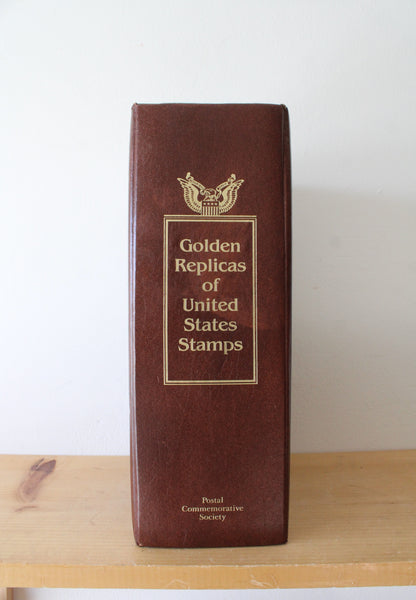 Golden
Replicas
of
United
States
Stamps
Postal
Commemorative
Society